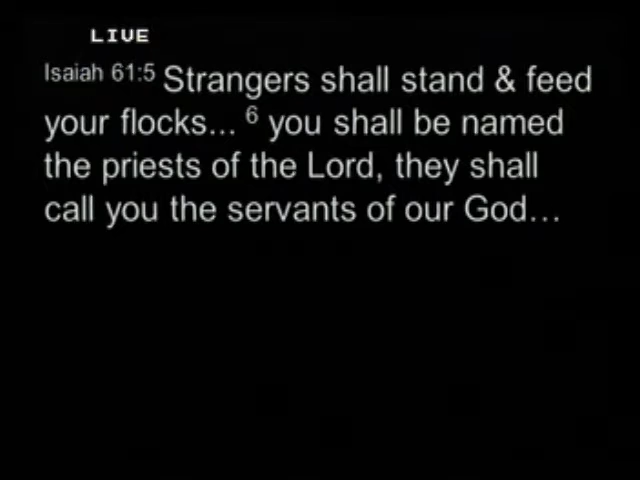 LIVE
Isaiah 61:5 Strangers shall stand & feed
your flocks... 6 you shall be named
the priests of the Lord, they shall
call you the servants of our God...